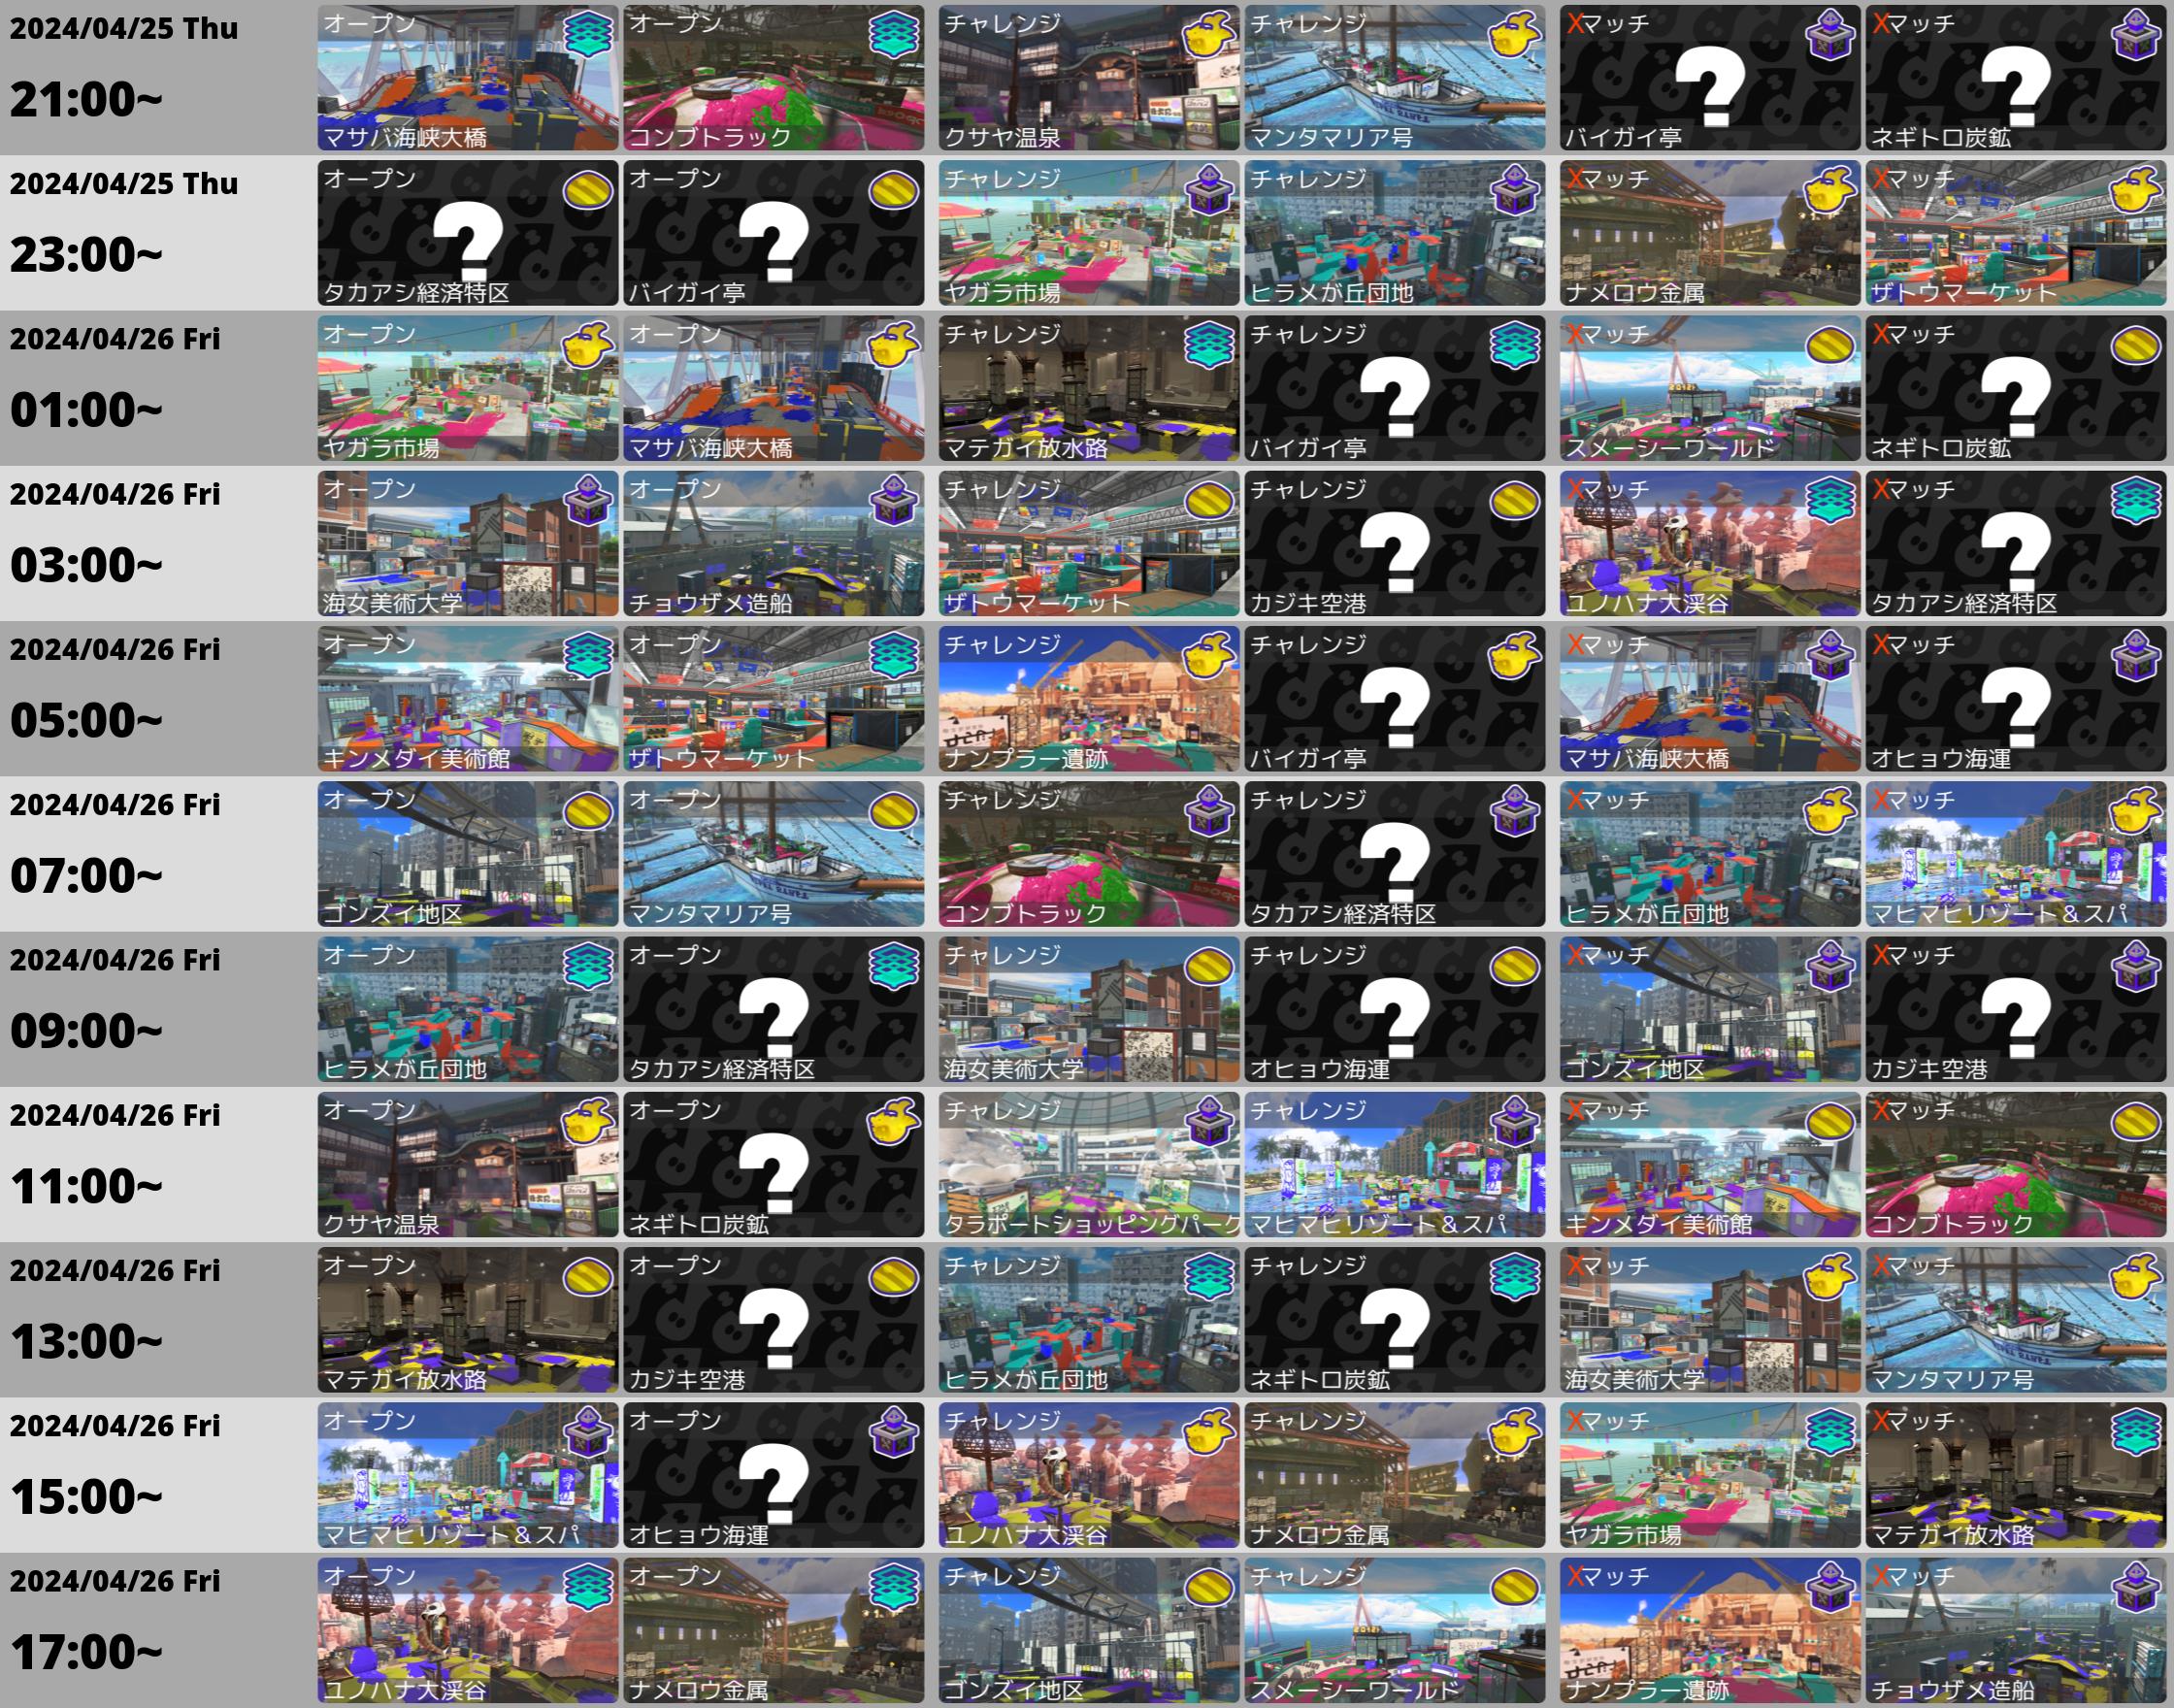 2024/04/25 Thu
21:00~
オープン
マサバ海峡大橋
オープン
コンブトラック
チャレンジ
クサヤ温泉
チャレンジ
マンタマリア号
Xマッチ
バイガイ亭
Xマッチ
ネギトロ炭鉱
2024/04/25 Thu
23:00~
オープン
タカアシ経済特区
オープン
バイガイ亭
チャレンジ
ヤガラ市場
チャレンジ
ヒラメが丘団地
Xマッチ
ナメロウ金属
Xマッチ
ザトウマーケット
2024/04/26 Fri
01:00~
オープン
ヤガラ市場
オープン
マサバ海峡大橋
チャレンジ
マテガイ放水路
チャレンジ
バイガイ亭
Xマッチ
スメーシーワールド
Xマッチ
ネギトロ炭鉱
2024/04/26 Fri
03:00~
オープン
海女美術大学
オープン
チョウザメ造船
チャレンジ
ザトウマーケット
チャレンジ
カジキ空港
Xマッチ
ユノハナ大渓谷
Xマッチ
タカアシ経済特区
2024/04/26 Fri
05:00~
オープン
キンメダイ美術館
オープン
ザトウマーケット
チャレンジ
ナンプラー遺跡
チャレンジ
バイガイ亭
Xマッチ
マサバ海峡大橋
Xマッチ
オヒョウ海運
2024/04/26 Fri
07:00~
オープン
ゴンズイ地区
オープン
マンタマリア号
チャレンジ
コンブトラック
チャレンジ
タカアシ経済特区
Xマッチ
ヒラメが丘団地
Xマッチ
マヒマヒリゾート＆スパ
2024/04/26 Fri
09:00~
オープン
ヒラメが丘団地
オープン
タカアシ経済特区
チャレンジ
海女美術大学
チャレンジ
オヒョウ海運
Xマッチ
ゴンズイ地区
Xマッチ
カジキ空港
2024/04/26 Fri
11:00~
オープン
クサヤ温泉
オープン
ネギトロ炭鉱
チャレンジ
タラポートショッピングパーク
チャレンジ
マヒマヒリゾート＆スパ
Xマッチ
キンメダイ美術館
Xマッチ
コンブトラック
2024/04/26 Fri
13:00~
オープン
マテガイ放水路
オープン
カジキ空港
チャレンジ
ヒラメが丘団地
チャレンジ
ネギトロ炭鉱
Xマッチ
海女美術大学
Xマッチ
マンタマリア号
2024/04/26 Fri
15:00~
オープン
マヒマヒリゾート＆スパ
オープン
オヒョウ海運
チャレンジ
ユノハナ大渓谷
チャレンジ
ナメロウ金属
Xマッチ
ヤガラ市場
Xマッチ
マテガイ放水路
2024/04/26 Fri
17:00~
オープン
ユノハナ大渓谷
オープン
ナメロウ金属
チャレンジ
ゴンズイ地区
チャレンジ
スメーシーワールド
Xマッチ
ナンプラー遺跡
Xマッチ
チョウザメ造船